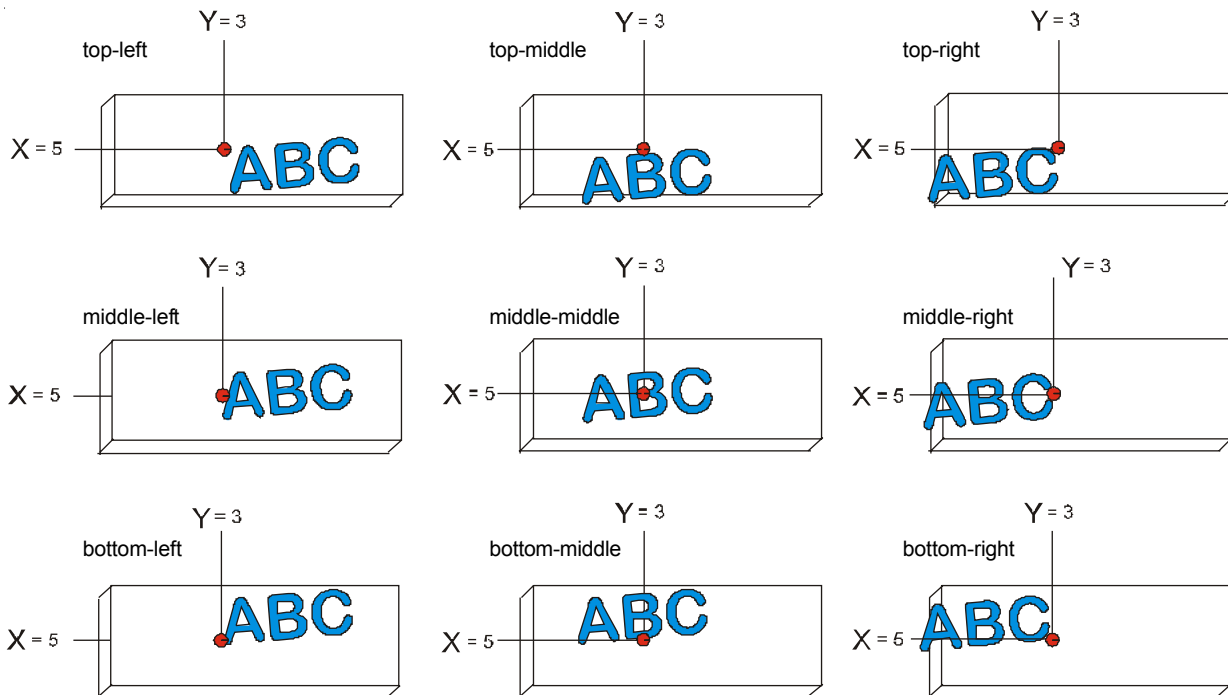 Y = 3 Y = 3 Y = 3
top-left top-middle top-right
X = 5 X = 5 X = 5
ABC ABC ABC
Y = 3 Y = 3 Y = 3
middle-left middle-middle middle-right
X = 5 X = 5 X = 5
ABC ABC ABC
Y = 3 Y = 3 Y = 3
bottom-left bottom-middle bottom-right
ABC ABC ABC
X = 5 X = 5 X = 5